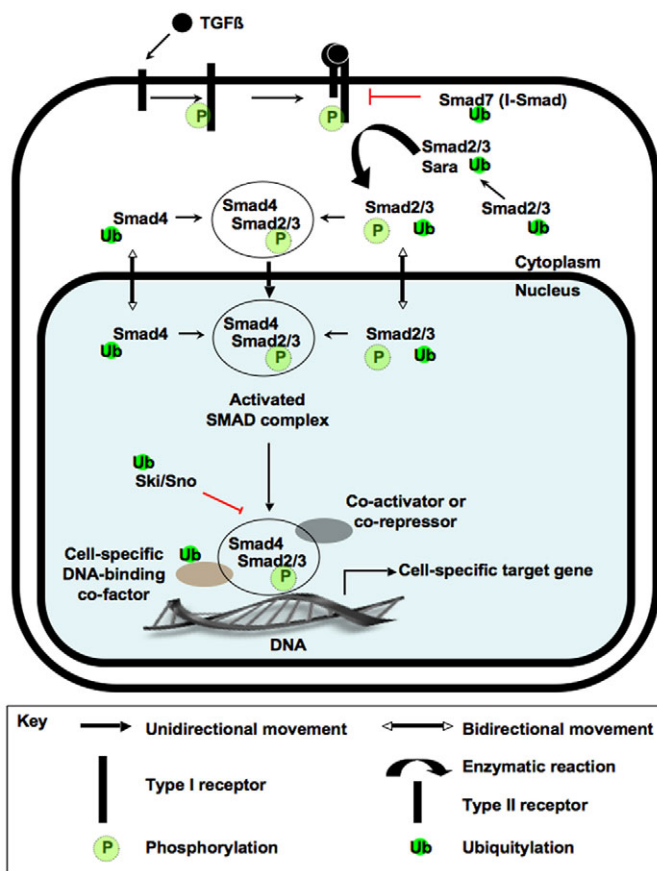 TGFß
P
P
Smad7 (I-Smad)
Ub
Smad2/3
Sara
Ub
Smad2/3
Ub
Smad4
Ub
Smad4
Smad2/3
P
Smad2/3
P
Ub
Cytoplasm
Nucleus
Smad4
Ub
Smad4
Smad2/3
P
Smad2/3
P
Ub
Activated
SMAD complex
Ub
Ski/Sno
Co-activator or
co-repressor
Cell-specific
DNA-binding
co-factor
Ub
Smad4
Smad2/3
P
Cell-specific target gene
DNA
Key
Unidirectional movement
Bidirectional movement
Type I receptor
Enzymatic reaction
Type II receptor
P
Phosphorylation
Ub
Ubiquitylation